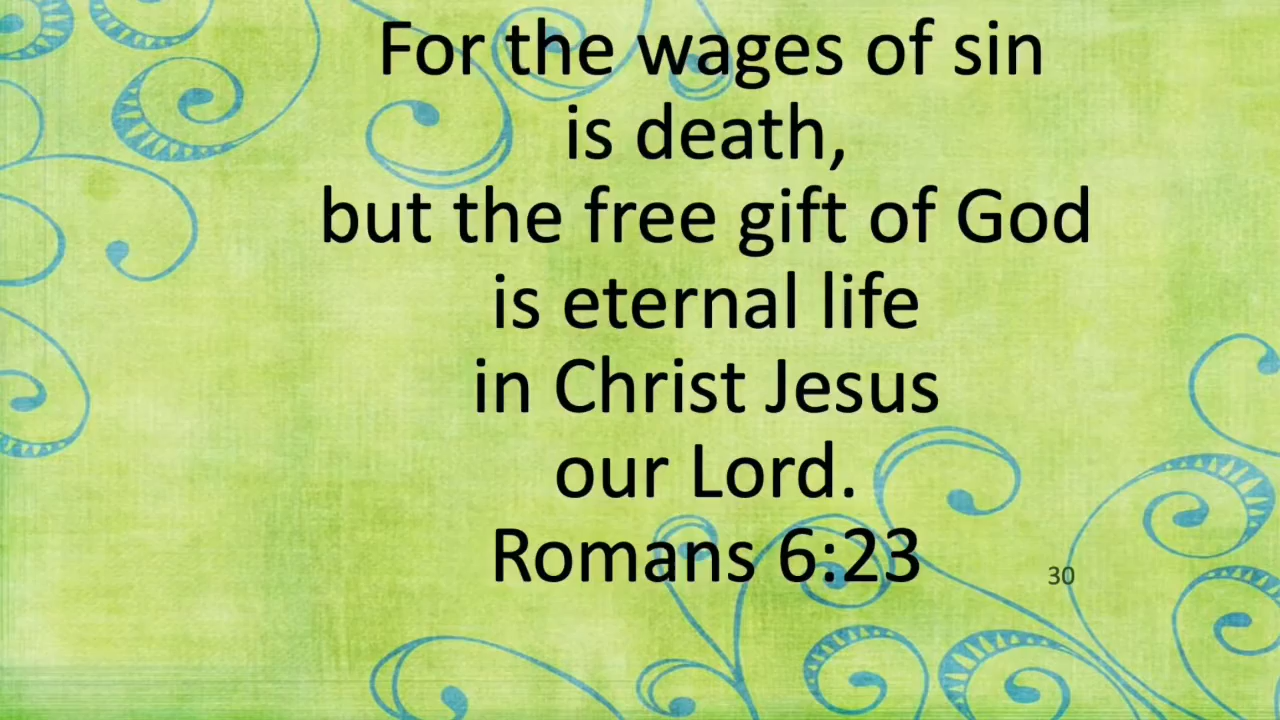 For the wages of sin
is death,
but the free gift of God
is eternal life
in Christ Jesus
our Lord.
Romans 6:23
30